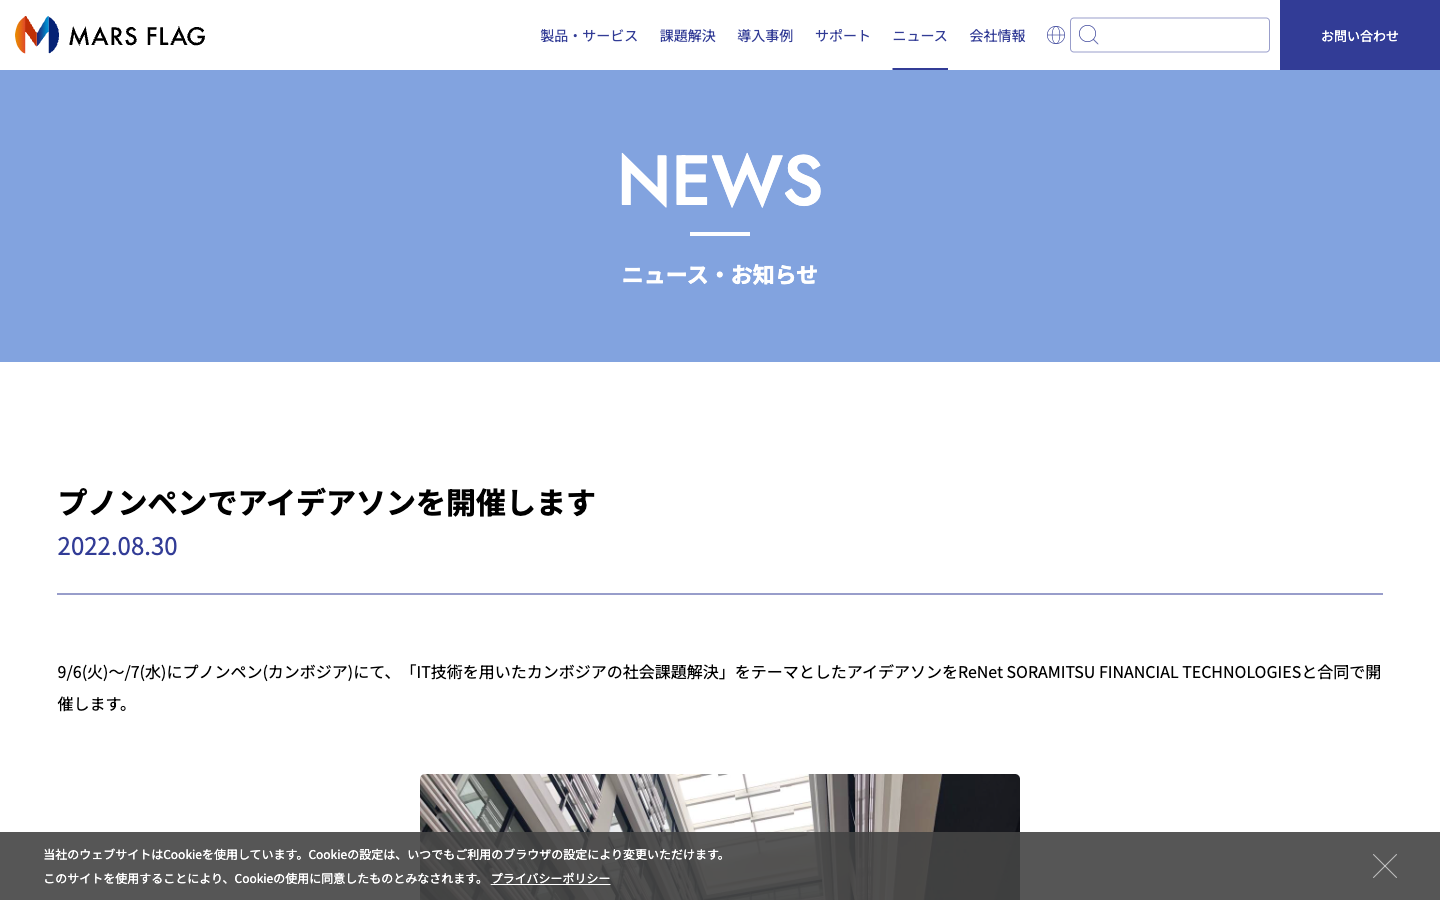 MARS FLAG
製品・サービス 課題解決 導入事例 サポート ニュース 会社情報 お問い合わせ
NEWS
ニュース・お知らせ
プノンペンでアイデアソンを開催します
2022.08.30
9/6(火)〜/7(水)にプノンペン(カンボジア)にて、「IT技術を用いたカンボジアの社会課題解決」をテーマとしたアイデアソンをReNet SORAMITSU FINANCIAL TECHNOLOGIESと合同で開
催します。
当社のウェブサイトはCookieを使用しています。Cookieの設定は、いつでもご利用のブラウザの設定により変更いただけます。
このサイトを使用することにより、Cookieの使用に同意したものとみなされます。 プライバシーポリシー